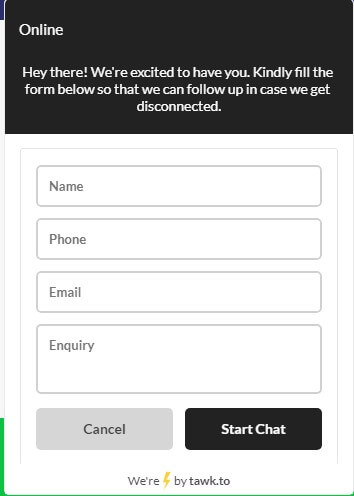 Online
Hey there! We're excited to have you. Kindly fill the
form below so that we can follow up in case we get
disconnected.
Name
Phone
Email
Enquiry
Cancel Start Chat
We're by tawk.to